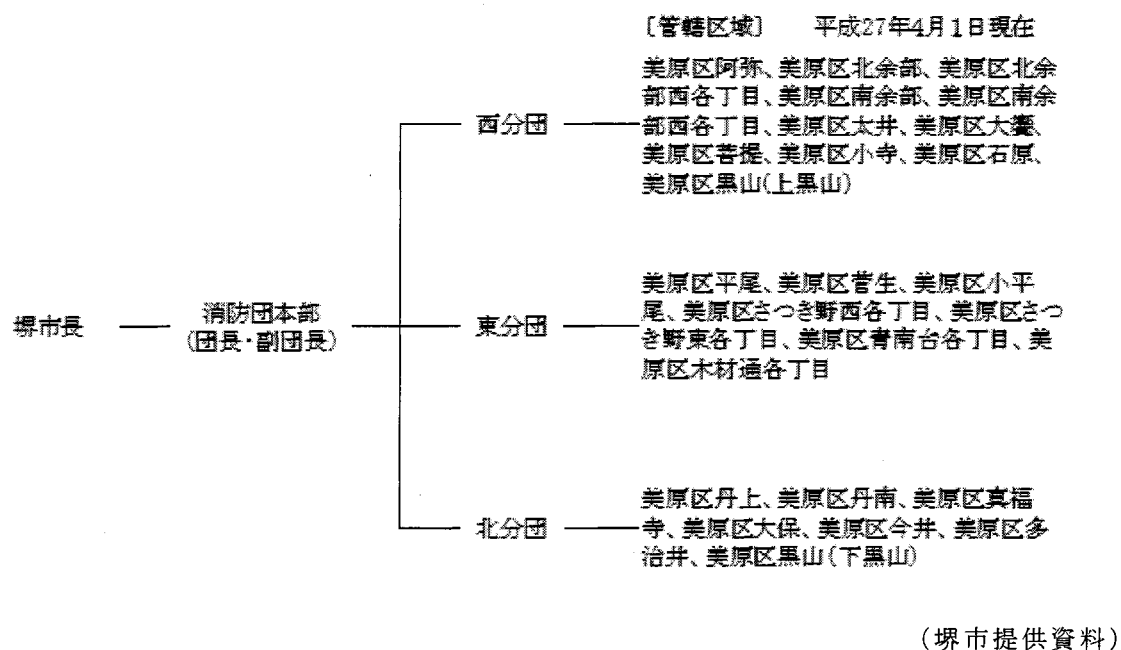 〔管轄区域〕 平成27年4月1日現在
美原区阿弥、美原区北余部、美原区北余
部西各丁目、美原区南余部、美原区南余
部西各丁目、美原区太井、美原区大饗、
美原区菩提、美原区小寺、美原区石原、
美原区黒山(上黒山)
西分団
美原区平尾、美原区菅生、美原区小平
尾、美原区さつき野西各丁目、美原区さつ
き野東各丁目、美原区青南台各丁目、美
原区木材通各丁目
堺市長
消防団本部
(団長・副団長)
東分団
美原区丹上、美原区丹南、美原区真福
寺、美原区大保、美原区今井、美原区多
治井、美原区黒山(下黒山)
北分団
(堺市提供資料)